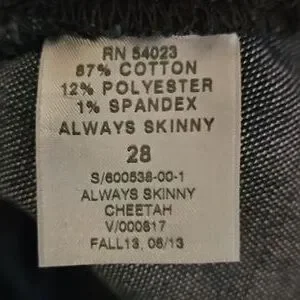 RN 54023
87% COTTON
12% POLYESTER
1% SPANDEX
ALWAYS SKINNY
28
S/600538-00-1
ALWAYS SKINNY
CHEETAH
V/000617
FALL13, 06/13